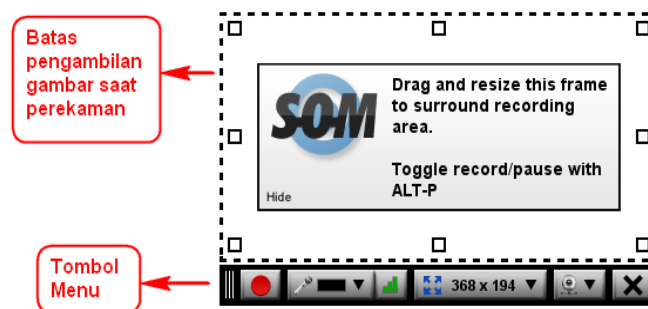 Batas
pengambilan
gambar saat
perekaman
SOM
Drag and resize this frame
to surround recording
area.
Toggle record/pause with
ALT-P
Hide
Tombol
Menu
368 x 194